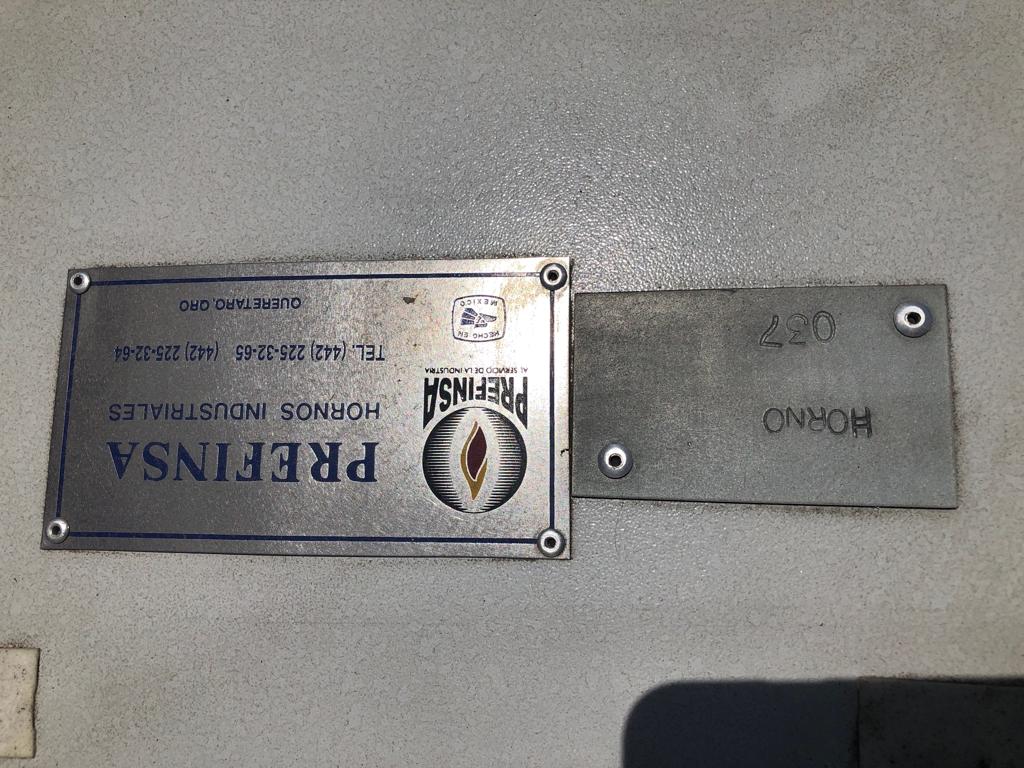 HORNO
037
PREFINSA
AL SERVICIO DE LA INDUSTRIA
HECHO EN
MEXICO
PREFINSA
HORNOS INDUSTRIALES
TEL. (442) 225-32-65 (442) 225-32-64
QUERETARO, QRO